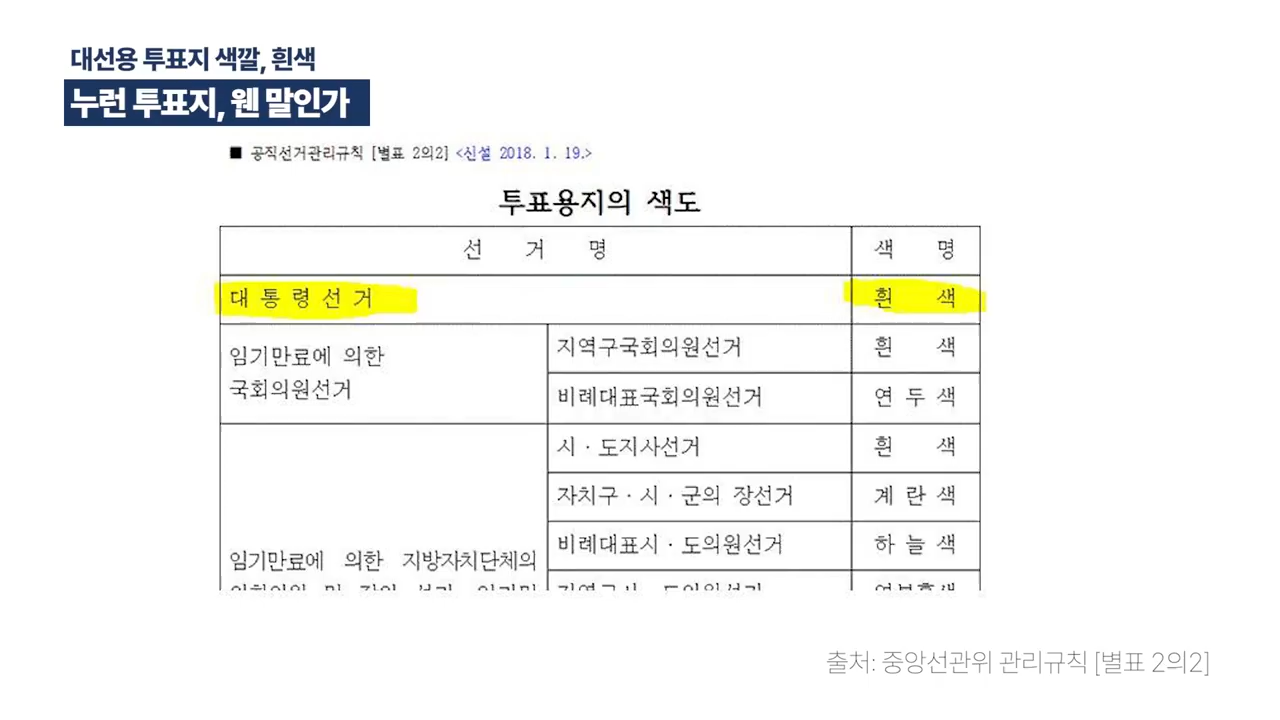 대선용 투표지 색깔, 흰색
누런 투표지, 웬 말인가
■ 공직선거관리규칙 [별표 2의2] <신설 2018. 1. 19.>
투표용지의 색도
선 거 명 색 명
대 통 령 선 거 흰 색
임기만료에 의한
국회의원선거
지역구국회의원선거 흰 색
비례대표국회의원선거 연 두 색
시 · 도지사선거 흰 색
자치구 · 시 · 군의 장선거 계 란 색
비례대표시 · 도의원선거 하 늘 색
임기만료에 의한 지방자치단체의
출처: 중앙선관위 관리규칙 [별표 2의2]